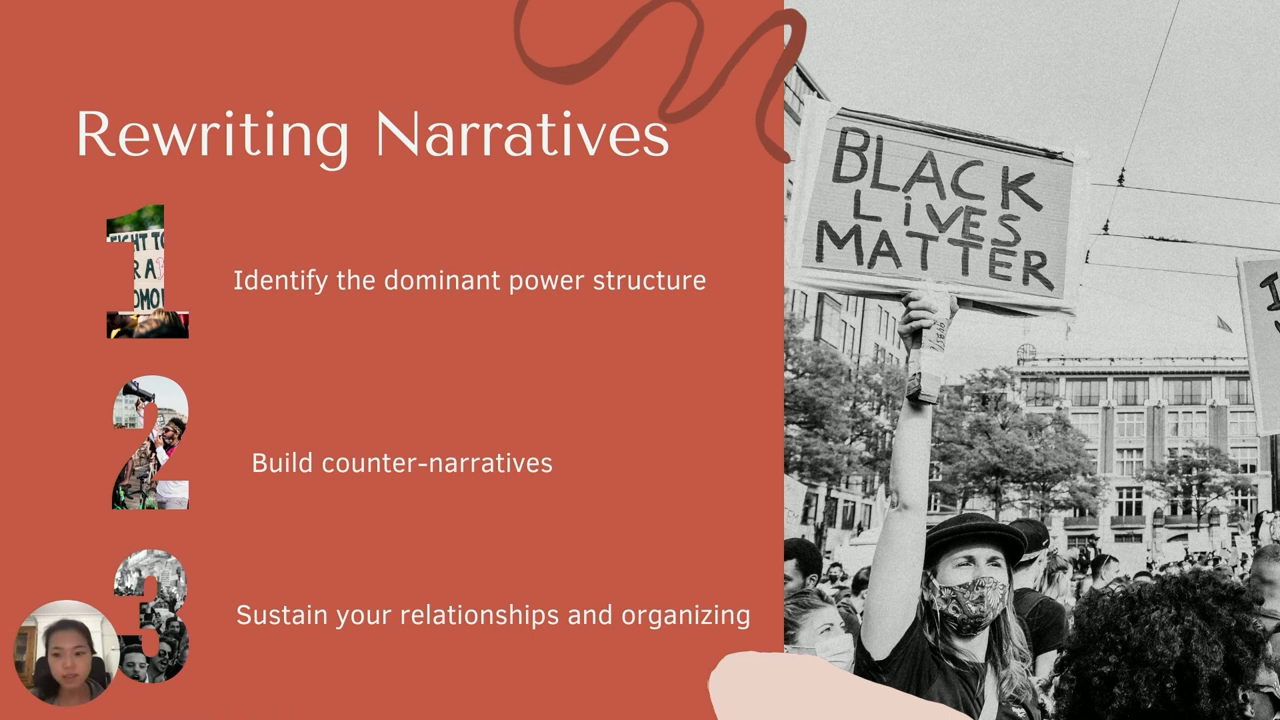 Rewriting Narratives
Identify the dominant power structure
Build counter-narratives
Sustain your relationships and organizing
BLACK
LiVES
MATTER